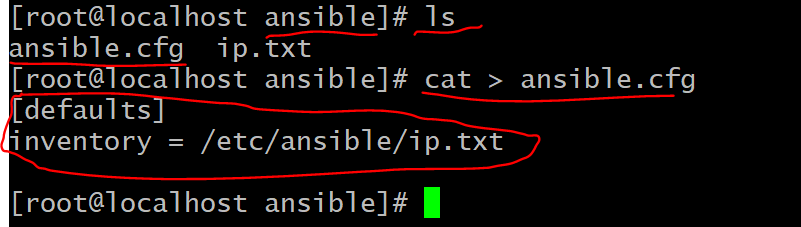 [root@localhost ansible]# ls
ansible.cfg  ip.txt
[root@localhost ansible]# cat > ansible.cfg
[defaults]
inventory = /etc/ansible/ip.txt
[root@localhost ansible]#